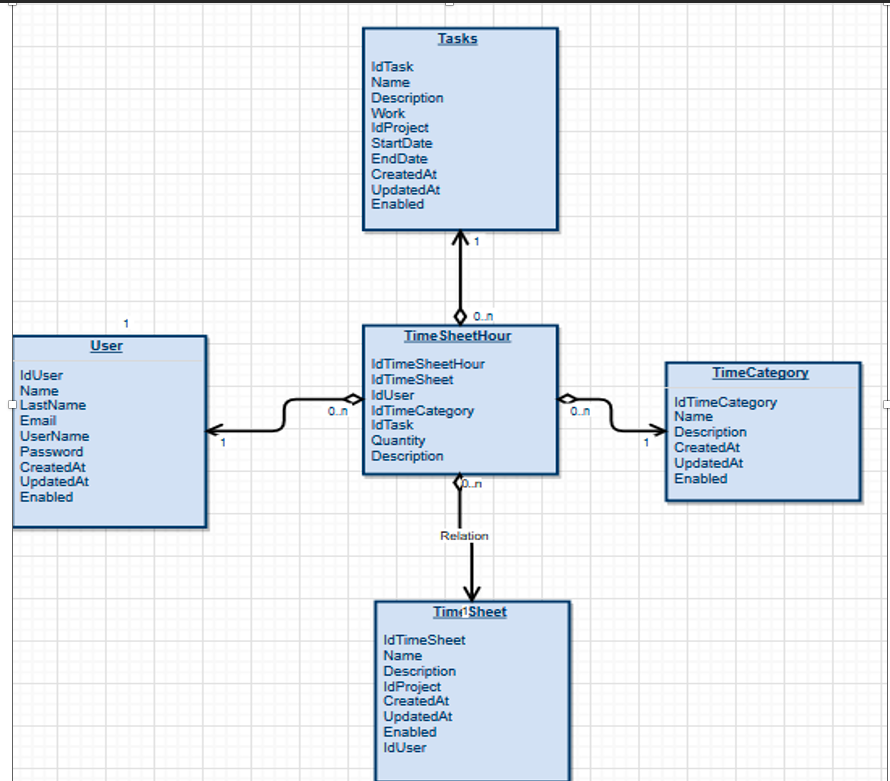 Tasks
IdTask
Name
Description
Work
IdProject
StartDate
EndDate
CreatedAt
UpdatedAt
Enabled
1
0..n
1
User
IdUser
Name
LastName
Email
UserName
Password
CreatedAt
UpdatedAt
Enabled
0..n
1
TimeSheetHour
IdTimeSheetHour
IdTimeSheet
IdUser
IdTimeCategory
IdTask
Quantity
Description
0..n
1
TimeCategory
IdTimeCategory
Name
Description
CreatedAt
UpdatedAt
Enabled
0..n
Relation
1
TimeSheet
IdTimeSheet
Name
Description
IdProject
CreatedAt
UpdatedAt
Enabled
IdUser